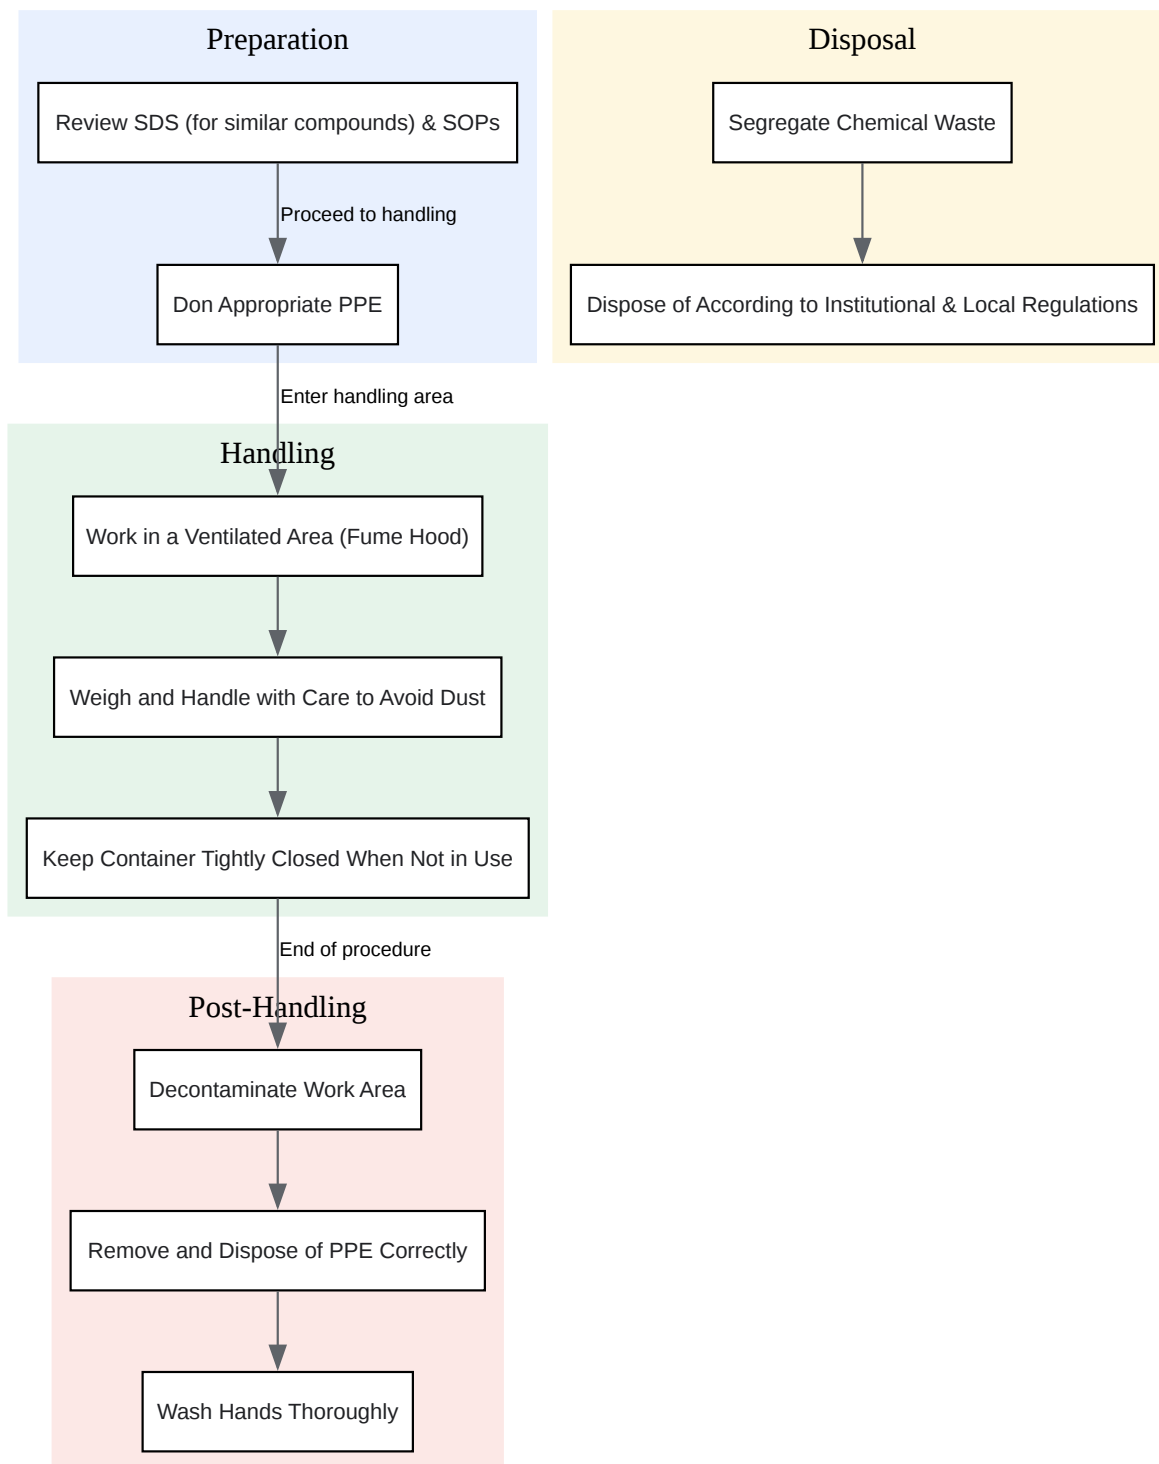 Preparation
Review SDS (for similar compounds) & SOPs
Proceed to handling
Don Appropriate PPE
Enter handling area
Handling
Work in a Ventilated Area (Fume Hood)
Weigh and Handle with Care to Avoid Dust
Keep Container Tightly Closed When Not in Use
End of procedure
Post-Handling
Decontaminate Work Area
Remove and Dispose of PPE Correctly
Wash Hands Thoroughly
Disposal
Segregate Chemical Waste
Dispose of According to Institutional & Local Regulations